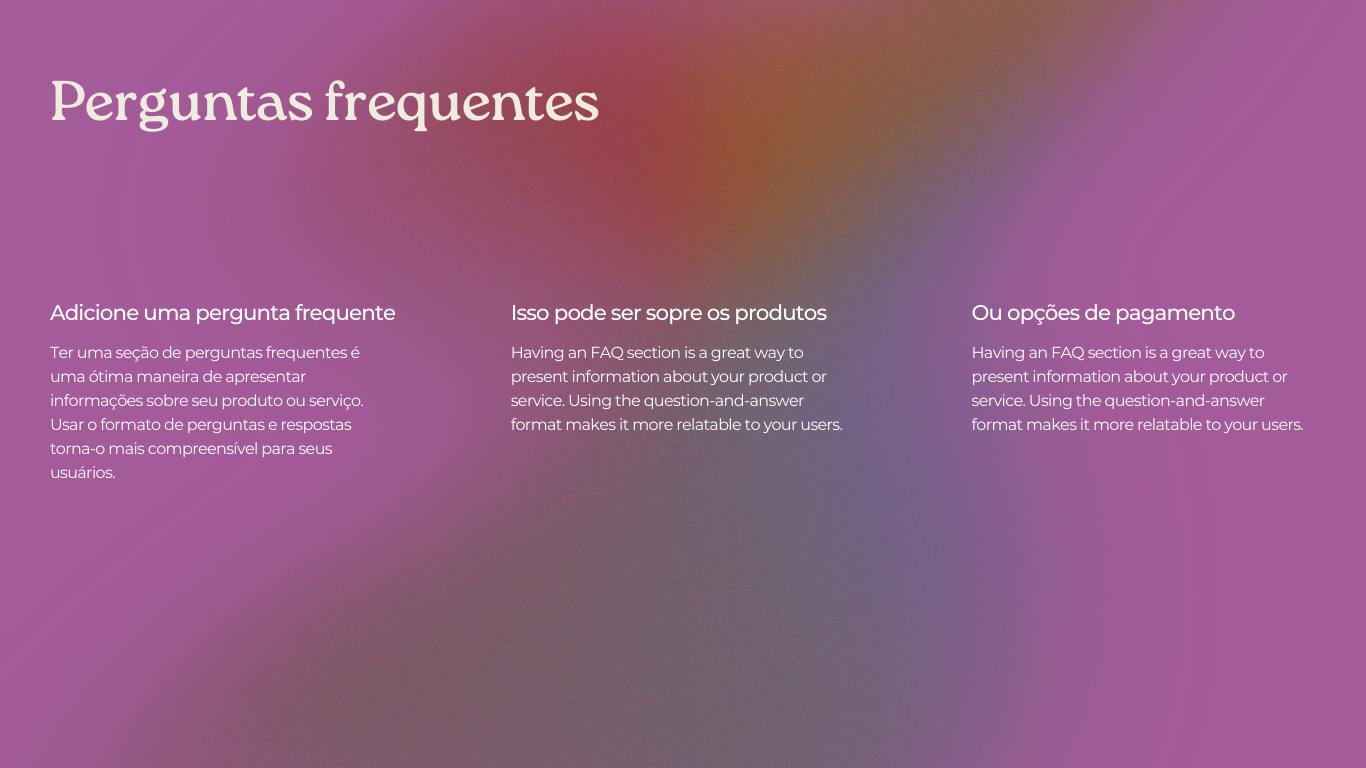 Perguntas frequentes
Adicione uma pergunta frequente
Ter uma seção de perguntas frequentes é
uma ótima maneira de apresentar
informações sobre seu produto ou serviço.
Usar o formato de perguntas e respostas
torna-o mais compreensível para seus
usuários.
Isso pode ser sopre os produtos
Having an FAQ section is a great way to
present information about your product or
service. Using the question-and-answer
format makes it more relatable to your users.
Ou opções de pagamento
Having an FAQ section is a great way to
present information about your product or
service. Using the question-and-answer
format makes it more relatable to your users.